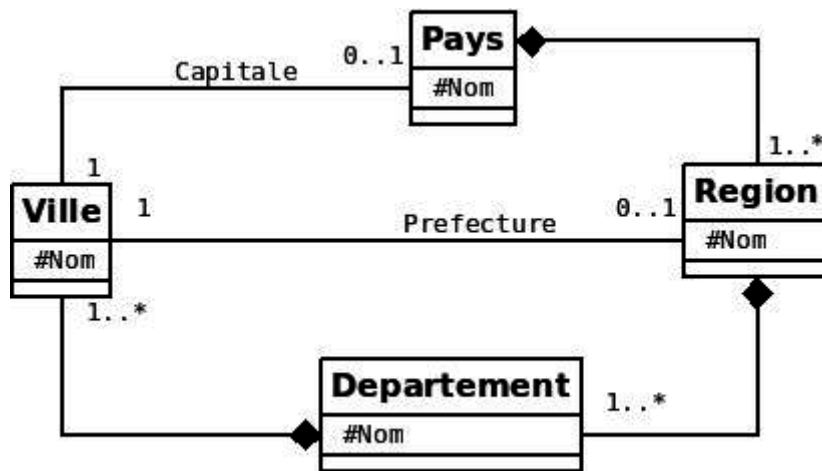 Pays
#Nom
0..1
Capitale
1..*
1
Ville
#Nom
1
Prefecture
0..1
Region
#Nom
1..*
Departement
#Nom
1..*